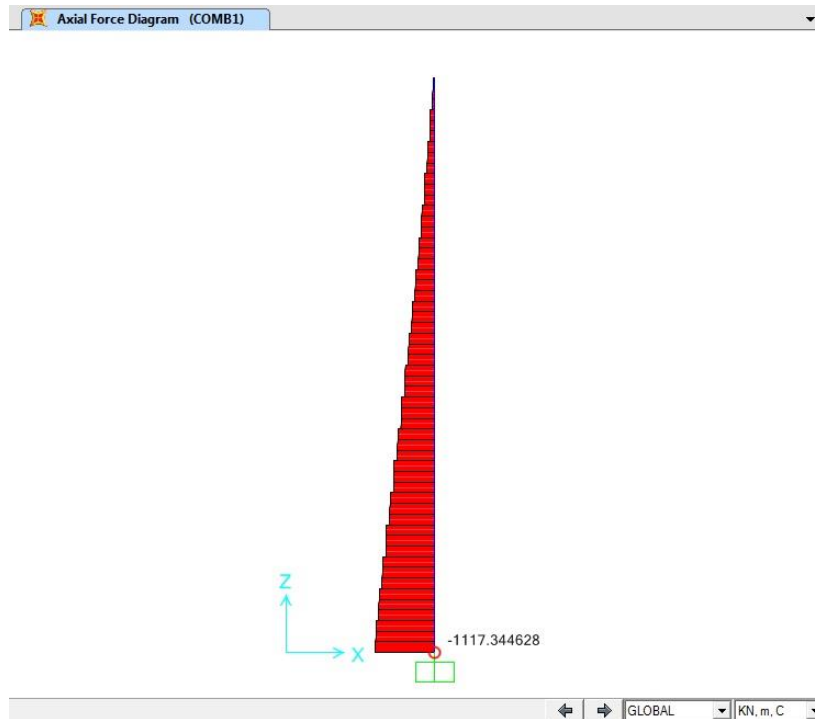 Axial Force Diagram (COMB1)
Z
X
-1117.344628
GLOBAL
KN, m, C